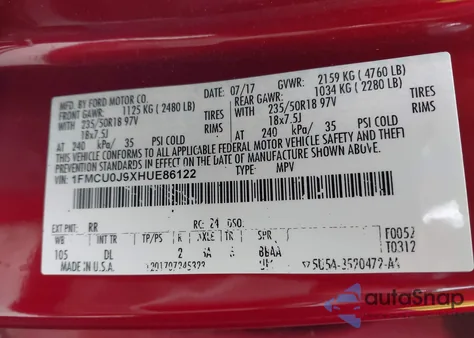 MFD. BY FORD MOTOR CO.
DATE: 07/17 GVWR: 2159 KG ( 4760 LB)
FRONT GAWR: 1125 KG ( 2480 LB) REAR GAWR: 1034 KG ( 2280 LB)
WITH 235/50R18 97V TIRES WITH 235/50R18 97V TIRES
18x7.5J RIMS 18x7.5J RIMS
AT 240 kPa/ 35 PSI COLD AT 240 kPa/ 35 PSI COLD
THIS VEHICLE CONFORMS TO ALL APPLICABLE FEDERAL MOTOR VEHICLE SAFETY AND THEFT
PREVENTION STANDARDS IN EFFECT ON THE DATE OF MANUFACTURE SHOWN ABOVE.
VIN: 1FMCU0J9XHUE86122 TYPE: MPV
EXT PNT: RR RC: 24 DSO:
WB INT TR TP/PS R AXLE TR SPR F0052
105 DL 2 T0312
MADE IN U.S.A.
autoSnap